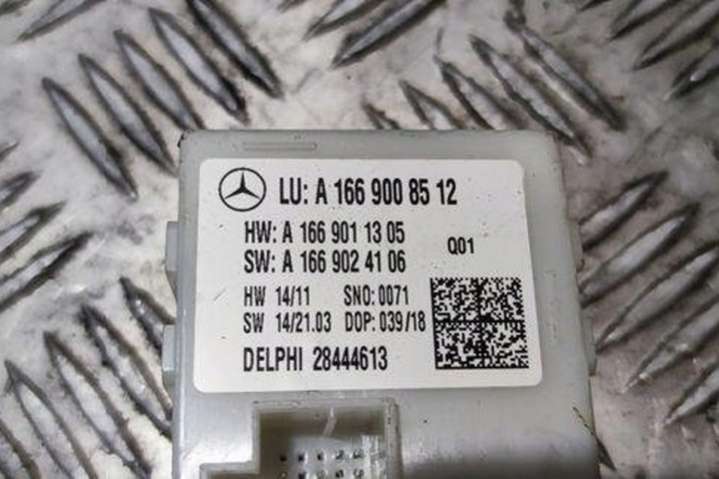 LU: A 166 900 85 12
HW: A 166 901 13 05
SW: A 166 902 41 06
Q01
HW 14/11 SNO: 0071
SW 14/21.03 DOP: 039/18
DELPHI 28444613